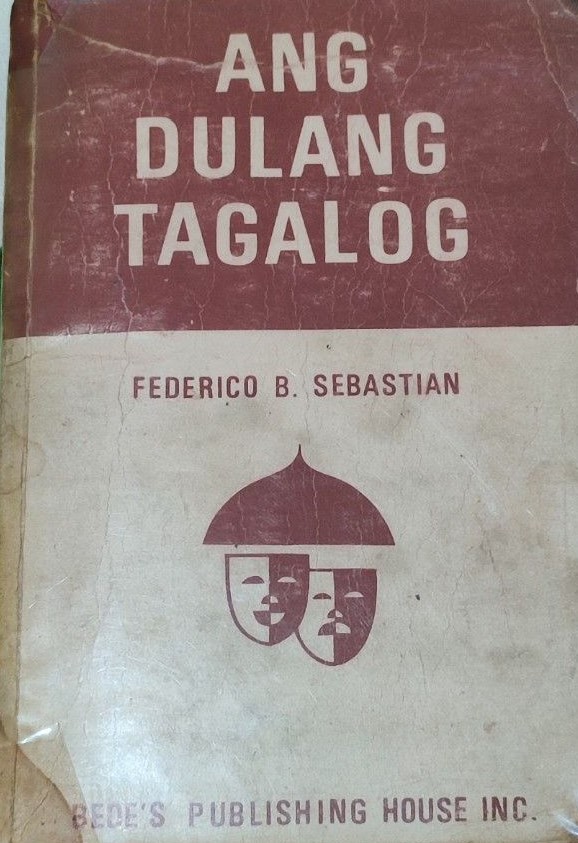 ANG
DULANG
TAGALOG
FEDERICO B. SEBASTIAN
BEDE'S PUBLISHING HOUSE INC.